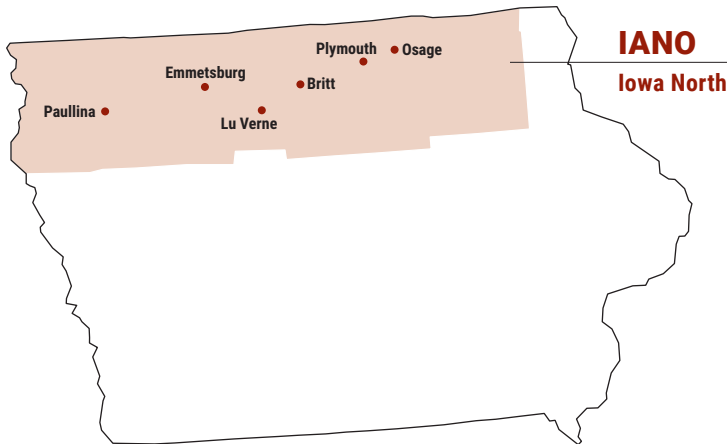 IANO
Iowa North
Plymouth
Osage
Emmetsburg
Britt
Paullina
Lu Verne